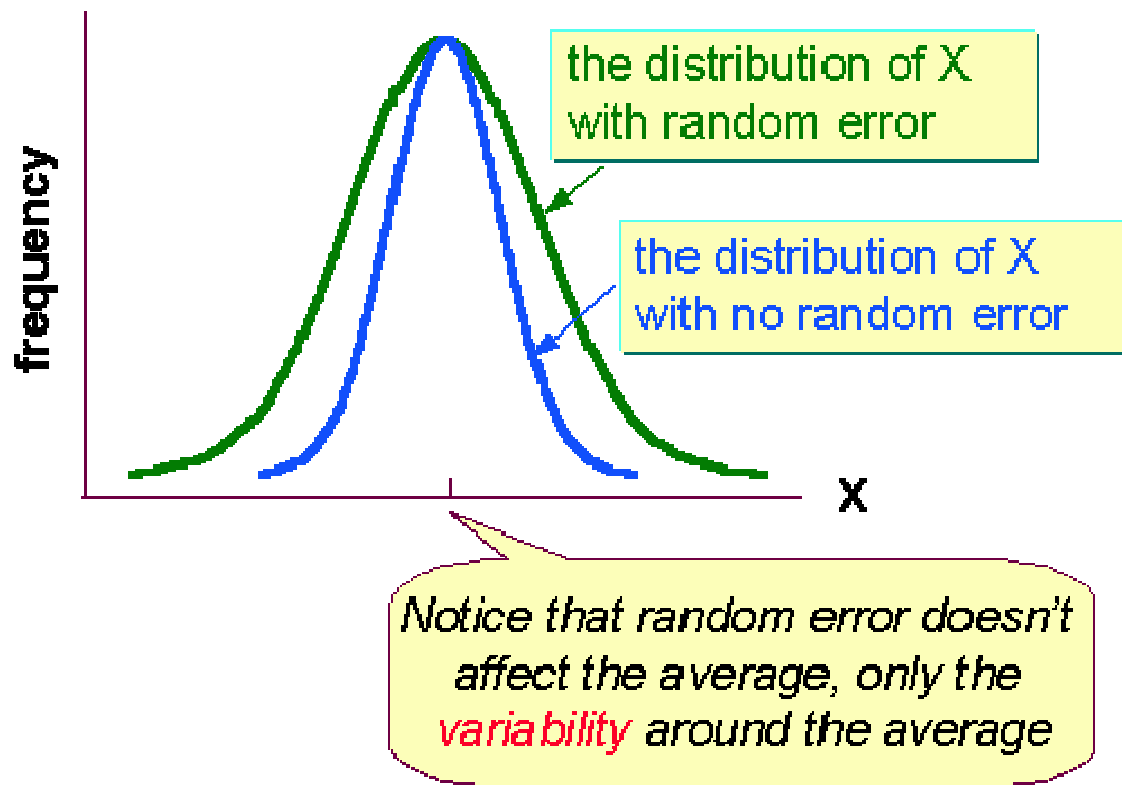 the distribution of X
with random error
the distribution of X
with no random error
frequency
X
Notice that random error doesn't
affect the average, only the
variability around the average